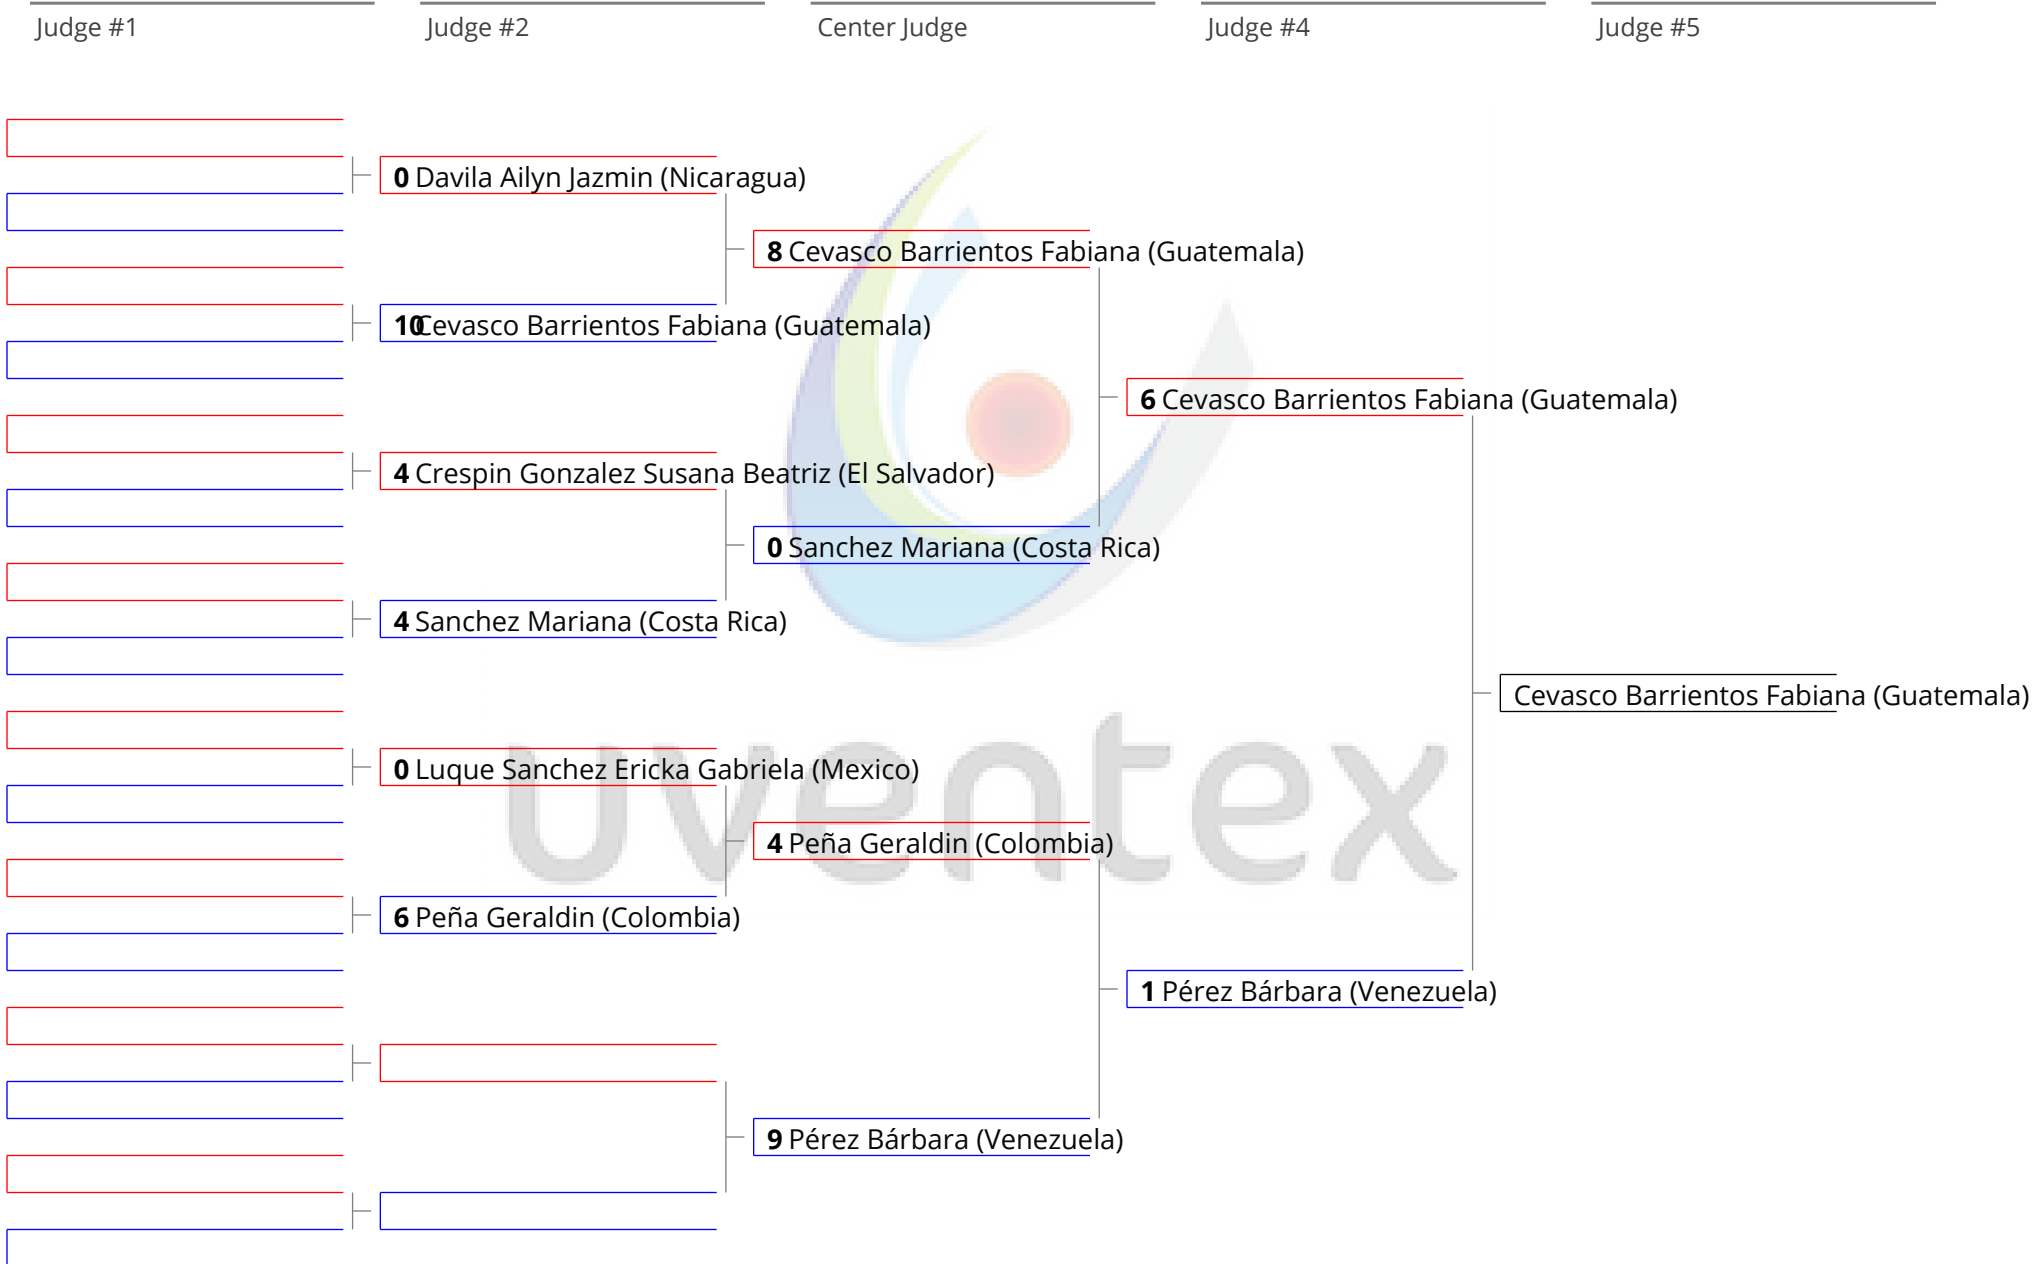 Judge #1
Judge #2
Center Judge
Judge #4
Judge #5
0 Davila Ailyn Jazmin (Nicaragua)
8 Cevasco Barrientos Fabiana (Guatemala)
10 Cevasco Barrientos Fabiana (Guatemala)
6 Cevasco Barrientos Fabiana (Guatemala)
4 Crespin Gonzalez Susana Beatriz (El Salvador)
0 Sanchez Mariana (Costa Rica)
4 Sanchez Mariana (Costa Rica)
Cevasco Barrientos Fabiana (Guatemala)
0 Luque Sanchez Ericka Gabriela (Mexico)
uventex
4 Peña Geraldin (Colombia)
6 Peña Geraldin (Colombia)
1 Pérez Bárbara (Venezuela)
9 Pérez Bárbara (Venezuela)